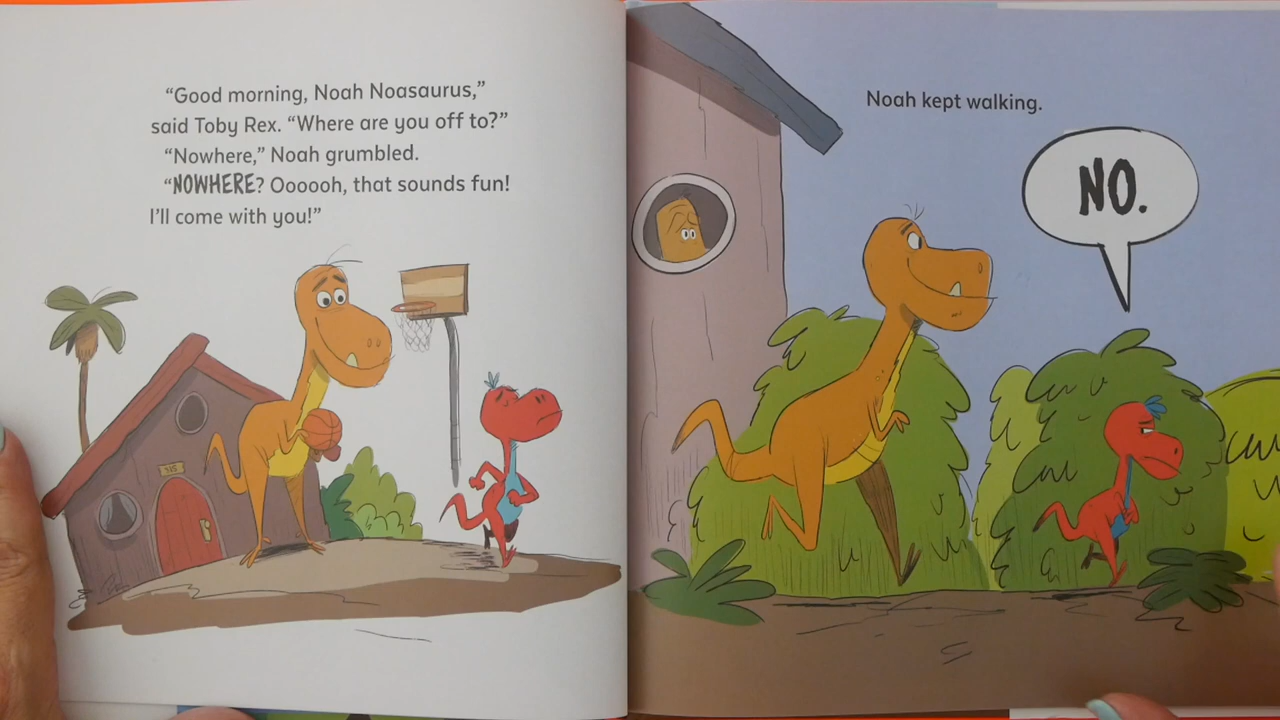 “Good morning, Noah Noasaurus,”
said Toby Rex. “Where are you off to?”
“Nowhere,” Noah grumbled.
“NOWHERE? Oooooh, that sounds fun!
I’ll come with you!”
Noah kept walking.
NO.